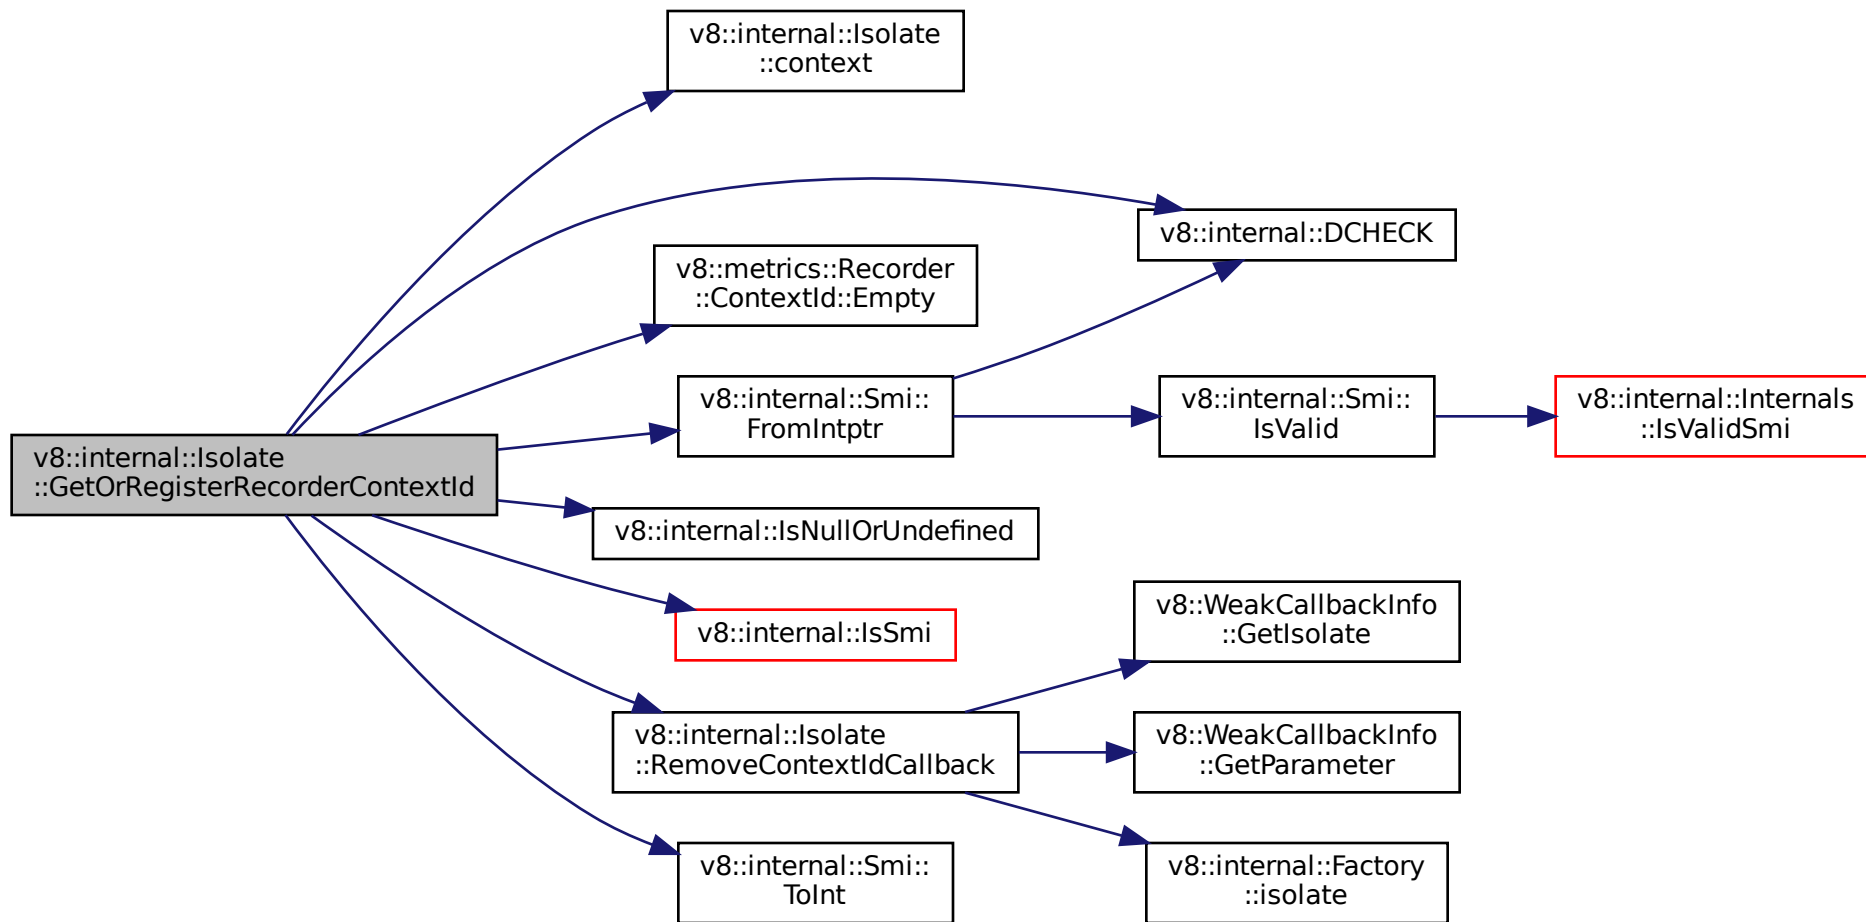 v8::internal::Isolate
::context
v8::internal::DCHECK
v8::metrics::Recorder
::ContextId::Empty
v8::internal::Smi::
FromIntptr
v8::internal::Smi::
IsValid
v8::internal::Internals
::IsValidSmi
v8::internal::Isolate
::GetOrRegisterRecorderContextId
v8::internal::IsNullOrUndefined
v8::internal::IsSmi
v8::WeakCallbackInfo
::GetIsolate
v8::internal::Isolate
::RemoveContextIdCallback
v8::WeakCallbackInfo
::GetParameter
v8::internal::Smi::
ToInt
v8::internal::Factory
::isolate